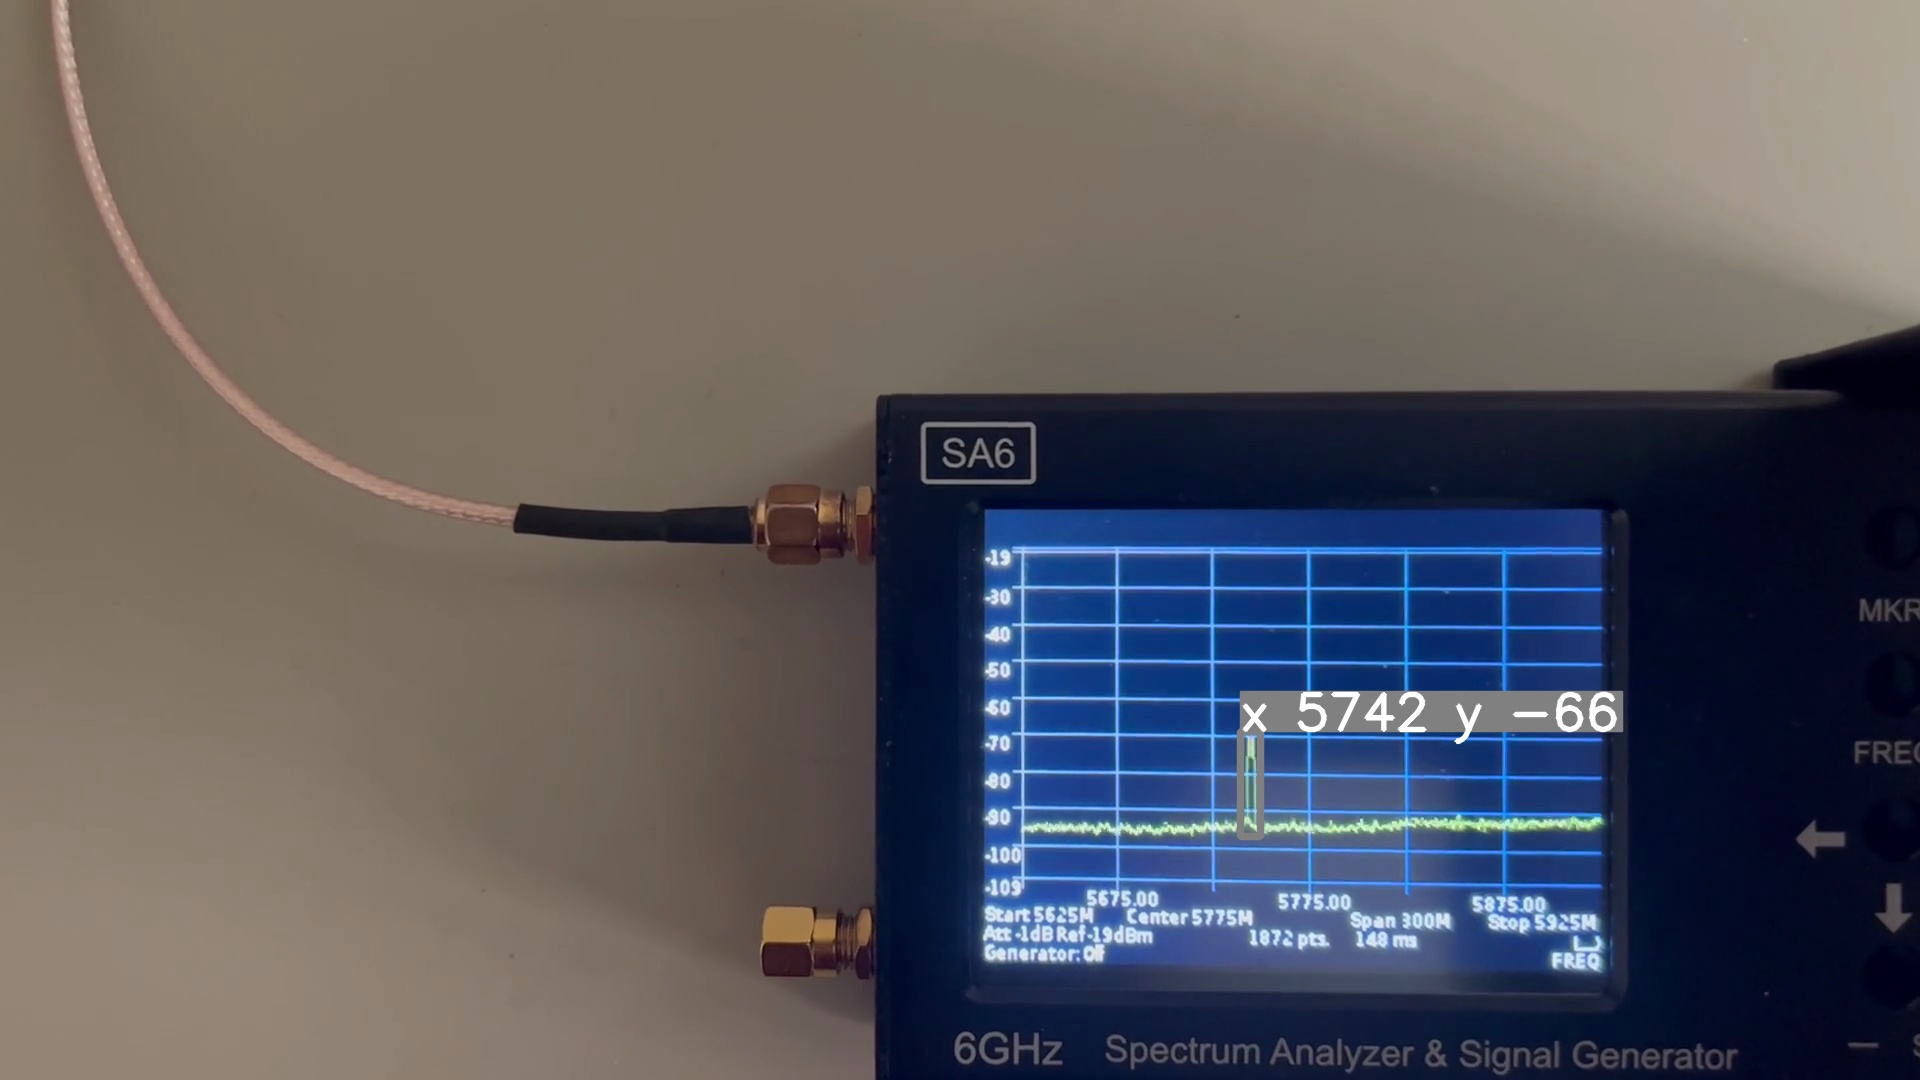 SA6
-19
-30
-40
-50
-60
x 5742 y -66
-70
-80
-90
-100
-109
5675.00 5775.00 5875.00
Start 5625M Center 5775M Span 300M Stop 5925M
Att -1dB Ref -19dBm 1872 pts. 148 ms
Generator: Off FREQ
MKR
FREQ
6GHz Spectrum Analyzer & Signal Generator